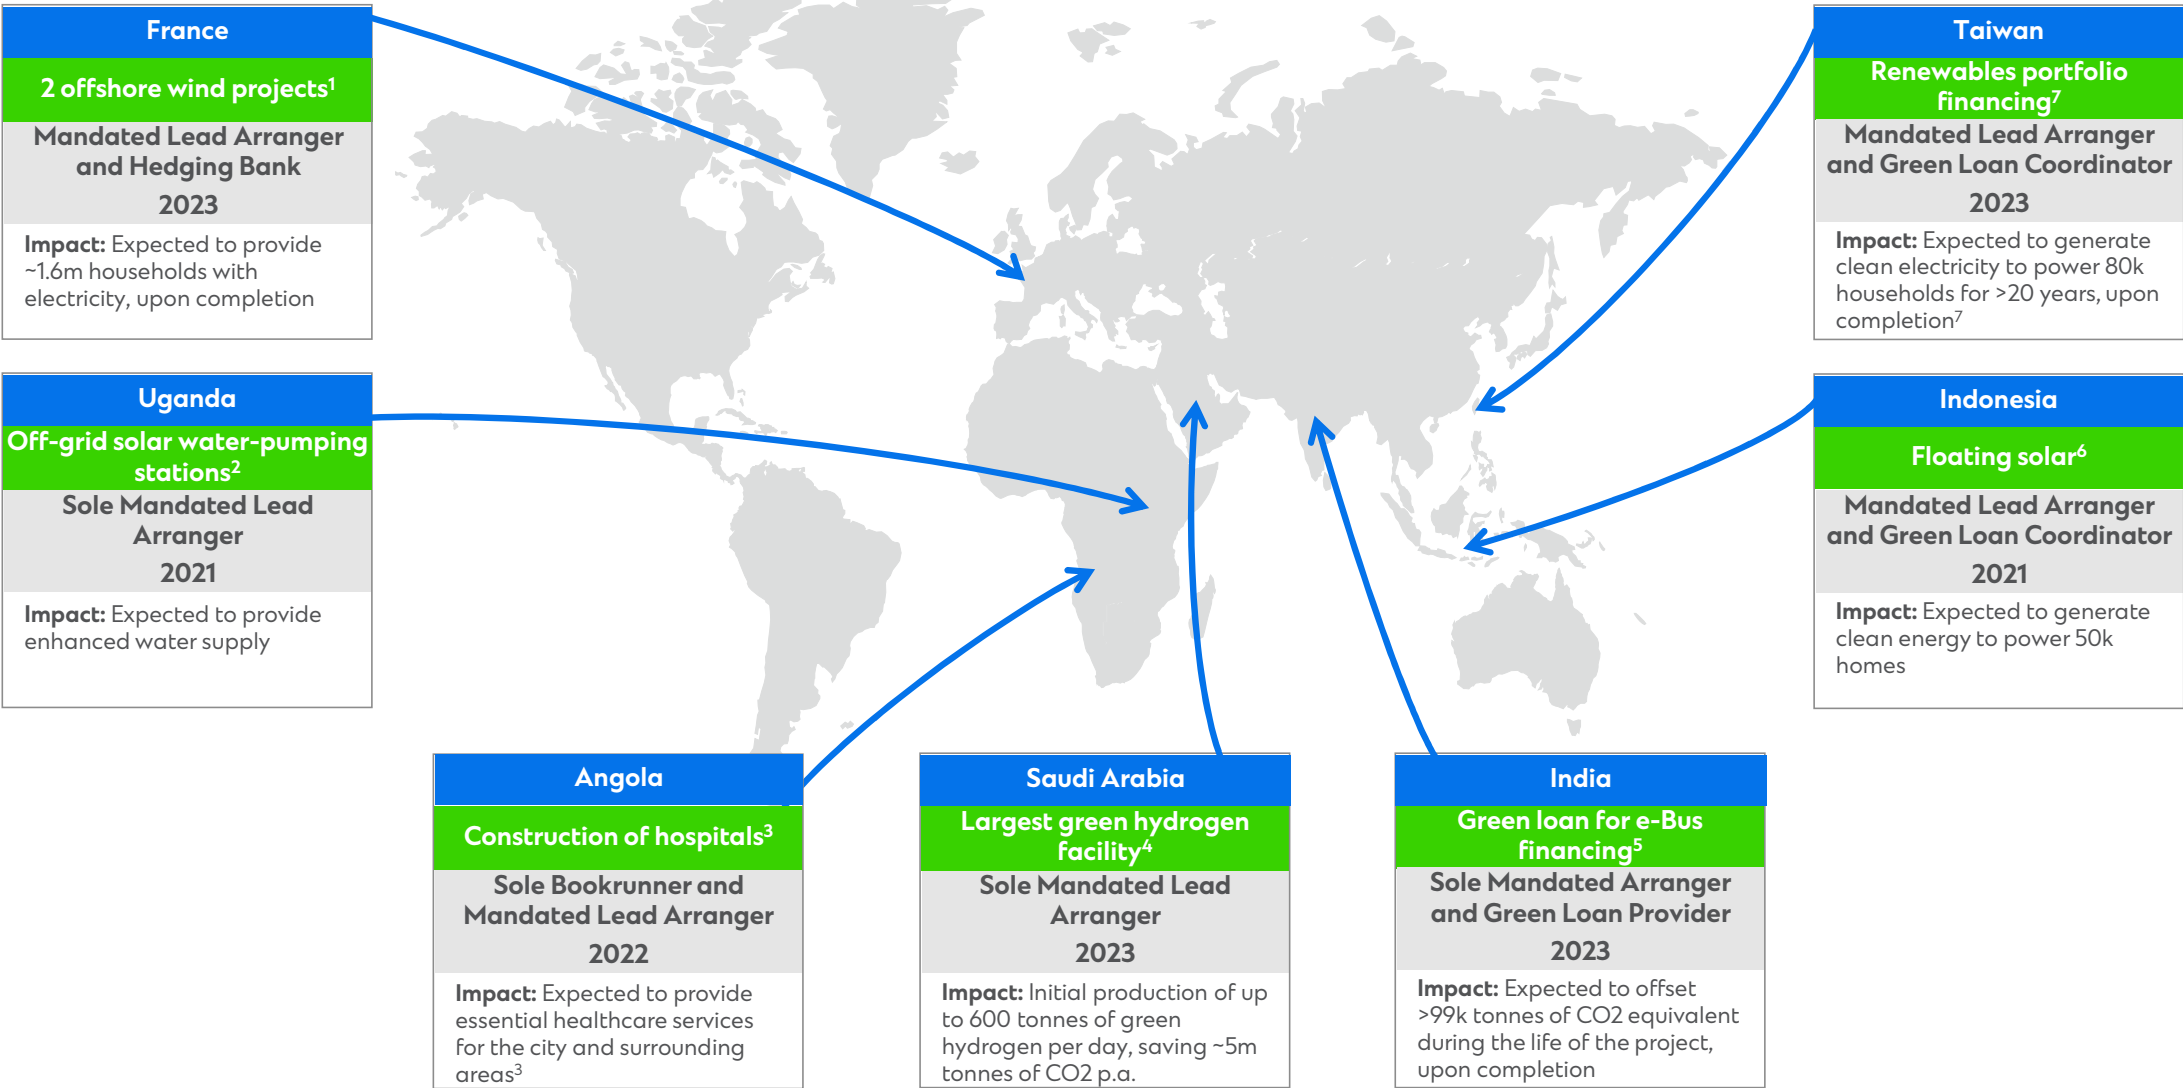 France
2 offshore wind projects¹
Mandated Lead Arranger
and Hedging Bank
2023
Impact: Expected to provide
~1.6m households with
electricity, upon completion
Uganda
Off-grid solar water-pumping
stations²
Sole Mandated Lead
Arranger
2021
Impact: Expected to provide
enhanced water supply
Angola
Construction of hospitals³
Sole Bookrunner and
Mandated Lead Arranger
2022
Impact: Expected to provide
essential healthcare services
for the city and surrounding
areas³
Saudi Arabia
Largest green hydrogen
facility⁴
Sole Mandated Lead
Arranger
2023
Impact: Initial production of up
to 600 tonnes of green
hydrogen per day, saving ~5m
tonnes of CO2 p.a.
India
Green loan for e-Bus
financing⁵
Sole Mandated Arranger
and Green Loan Provider
2023
Impact: Expected to offset
>99k tonnes of CO2 equivalent
during the life of the project,
upon completion
Taiwan
Renewables portfolio
financing⁷
Mandated Lead Arranger
and Green Loan Coordinator
2023
Impact: Expected to generate
clean electricity to power 80k
households for >20 years, upon
completion⁷
Indonesia
Floating solar⁶
Mandated Lead Arranger
and Green Loan Coordinator
2021
Impact: Expected to generate
clean energy to power 50k
homes